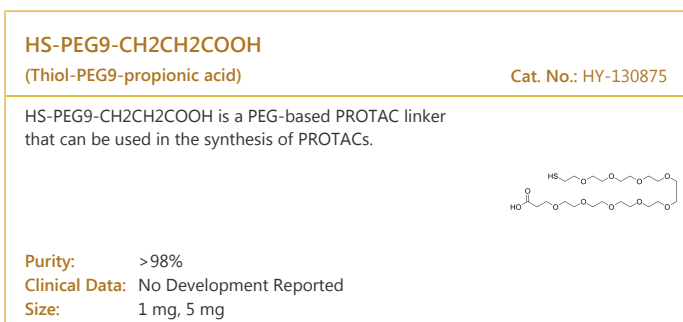 HS-PEG9-CH2CH2COOH
(Thiol-PEG9-propionic acid) Cat. No.: HY-130875
HS-PEG9-CH2CH2COOH is a PEG-based PROTAC linker
that can be used in the synthesis of PROTACs.
HS O O O O
O
HO O O O O O
Purity: >98%
Clinical Data: No Development Reported
Size: 1 mg, 5 mg